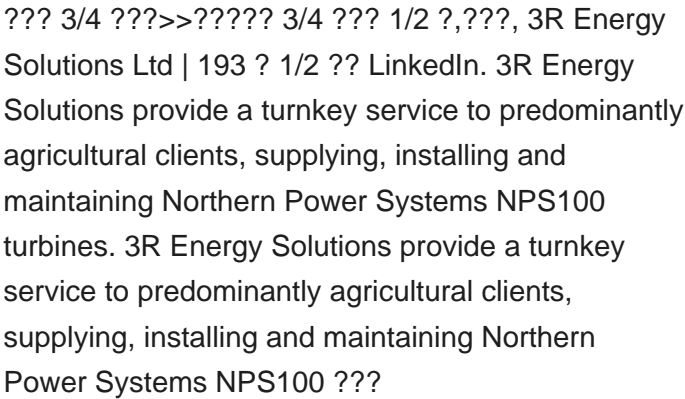 ??? 3/4 ???>>????? 3/4 ??? 1/2 ?,???, 3R Energy
Solutions Ltd | 193 ? 1/2 ?? LinkedIn. 3R Energy
Solutions provide a turnkey service to predominantly
agricultural clients, supplying, installing and
maintaining Northern Power Systems NPS100
turbines. 3R Energy Solutions provide a turnkey
service to predominantly agricultural clients,
supplying, installing and maintaining Northern
Power Systems NPS100 ???